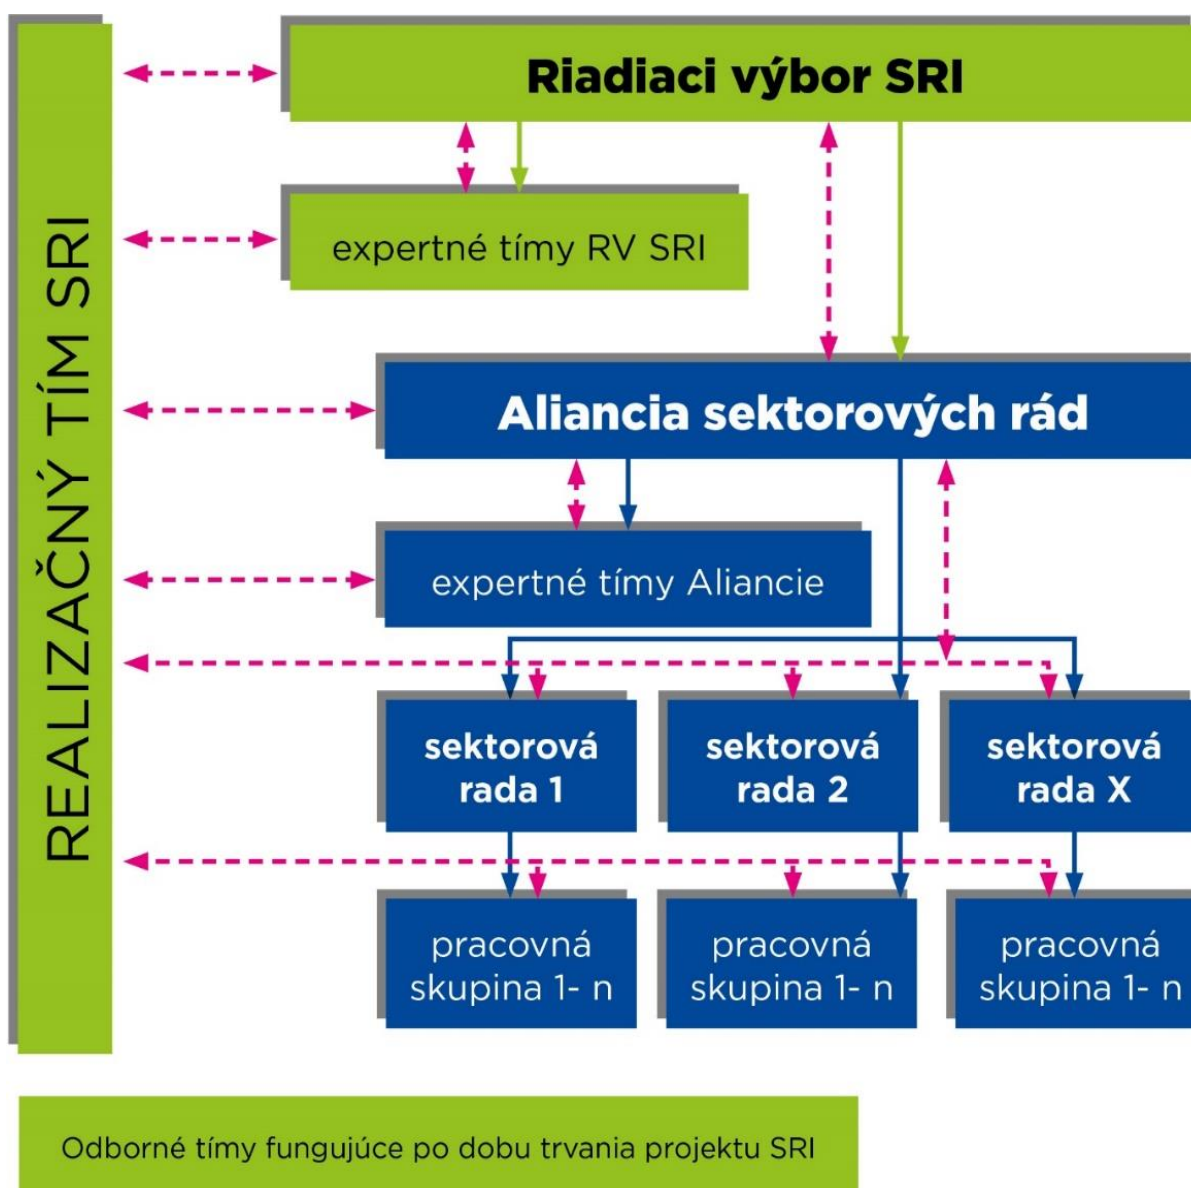 REALIZAČNÝ TÍM SRI
Riadiaci výbor SRI
expertné tímy RV SRI
Aliancia sektorových rád
expertné tímy Aliancie
sektorová
rada 1
sektorová
rada 2
sektorová
rada X
pracovná
skupina 1- n
pracovná
skupina 1- n
pracovná
skupina 1- n
Odborné tímy fungujúce po dobu trvania projektu SRI